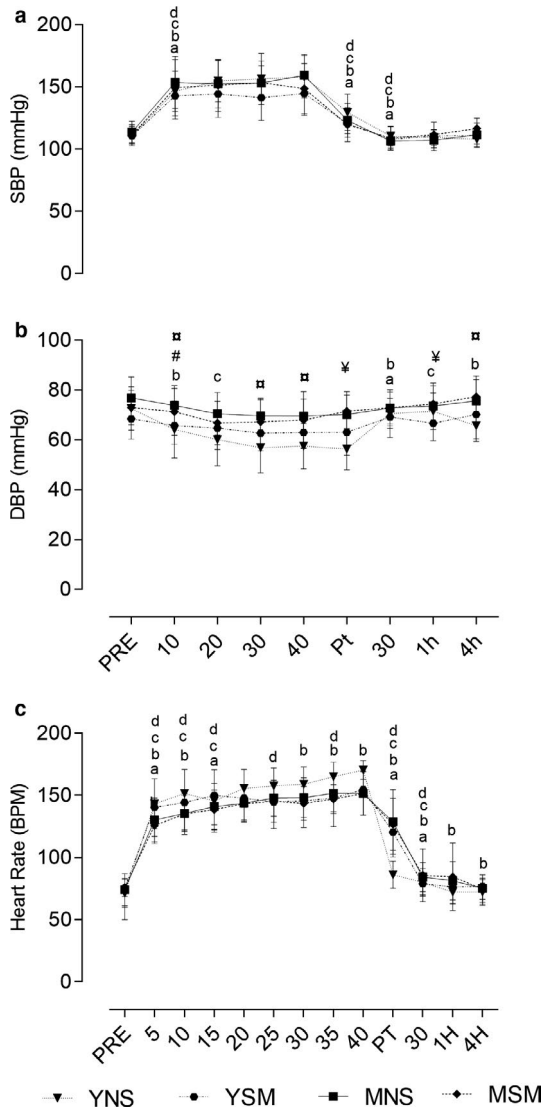 a
SBP (mmHg)
200
150
100
50
0
d
c
b
a
d
c
b
a
d
c
b
a
b
DBP (mmHg)
100
80
60
40
20
0
¤
#
b
c
¤
¤
¥
b
a
¥
c
¤
b
PRE 10 20 30 40 Pt 30 1h 4h
c
Heart Rate (BPM)
200
150
100
50
0
d
c
b
a
d
c
b
d
c
a
d
b
d
b
b
d
c
b
a
d
c
b
a
b
b
PRE 5 10 15 20 25 30 35 40 PT 30 1H 4H
YNS YSM MNS MSM